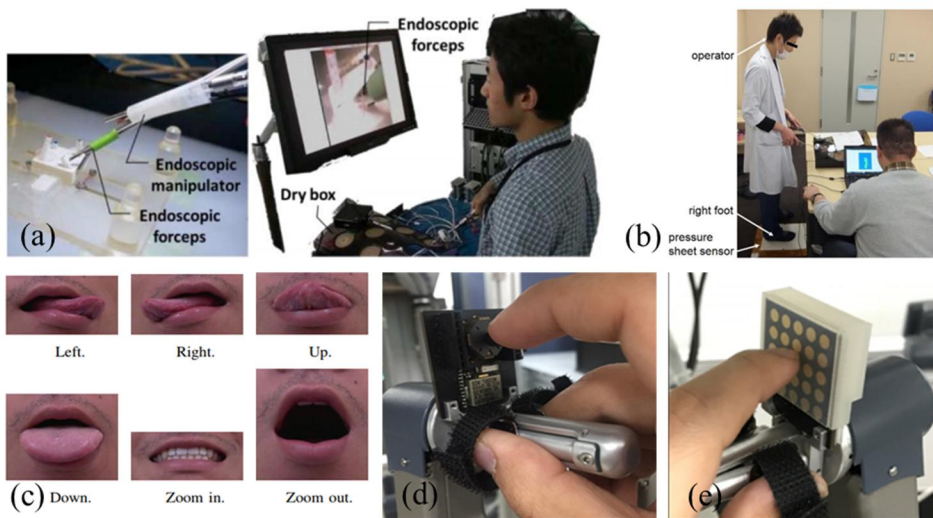 Endoscopic
manipulator
Endoscopic
forceps
(a)
Endoscopic
forceps
Dry box
operator
right foot
pressure
sheet sensor
(b)
Left.
Right.
Up.
Down.
Zoom in.
Zoom out.
(c)
(d)
(e)